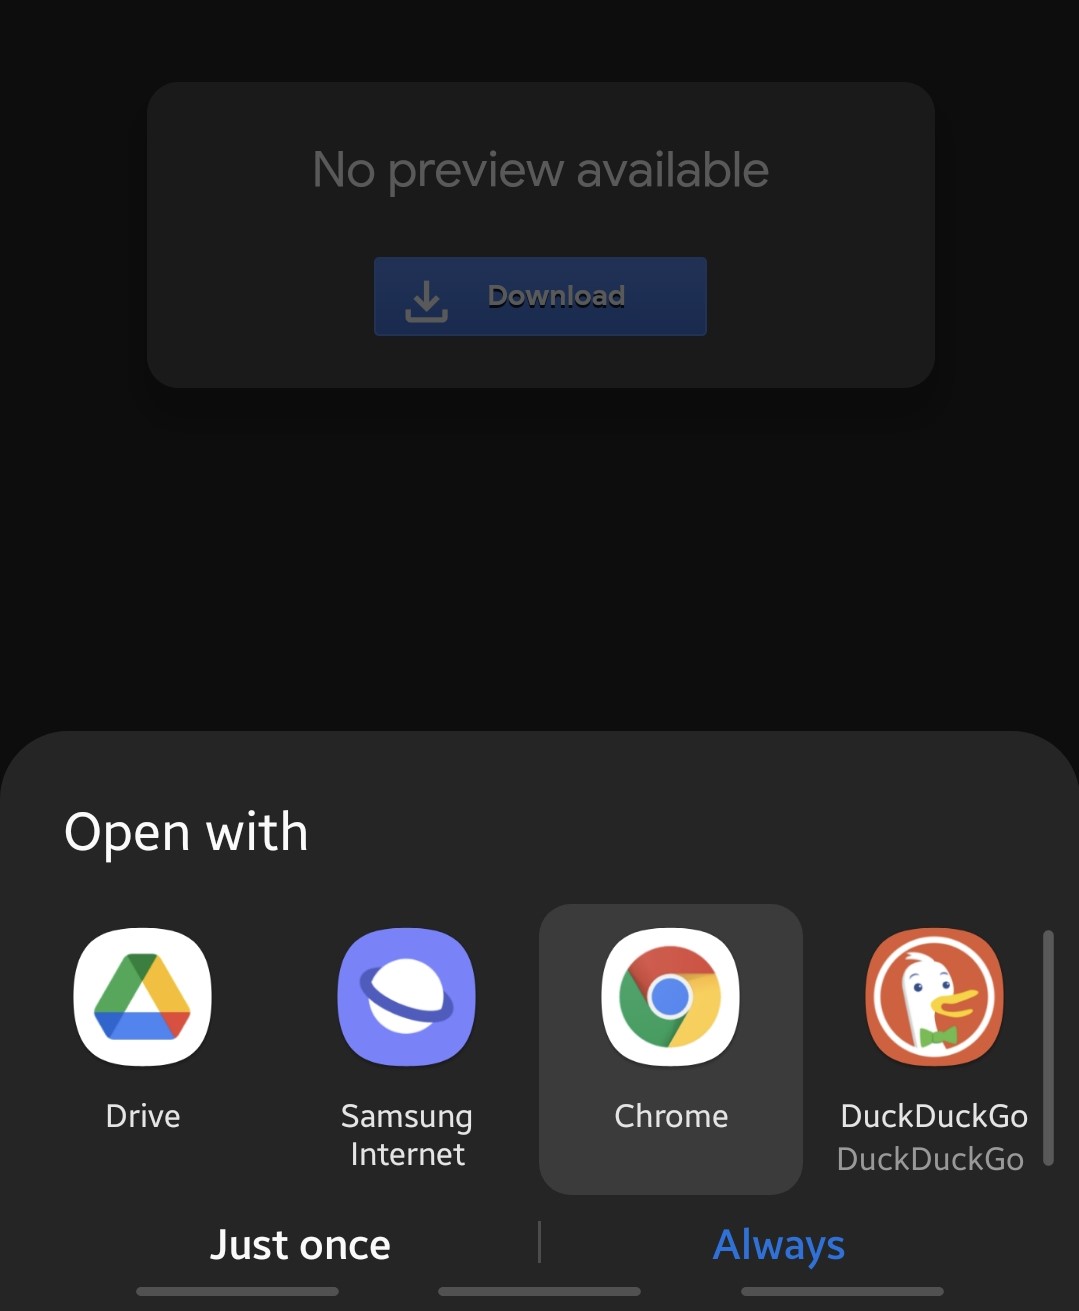 No preview available
Download
Open with
Drive
Samsung
Internet
Chrome
DuckDuckGo
DuckDuckGo
Just once
Always